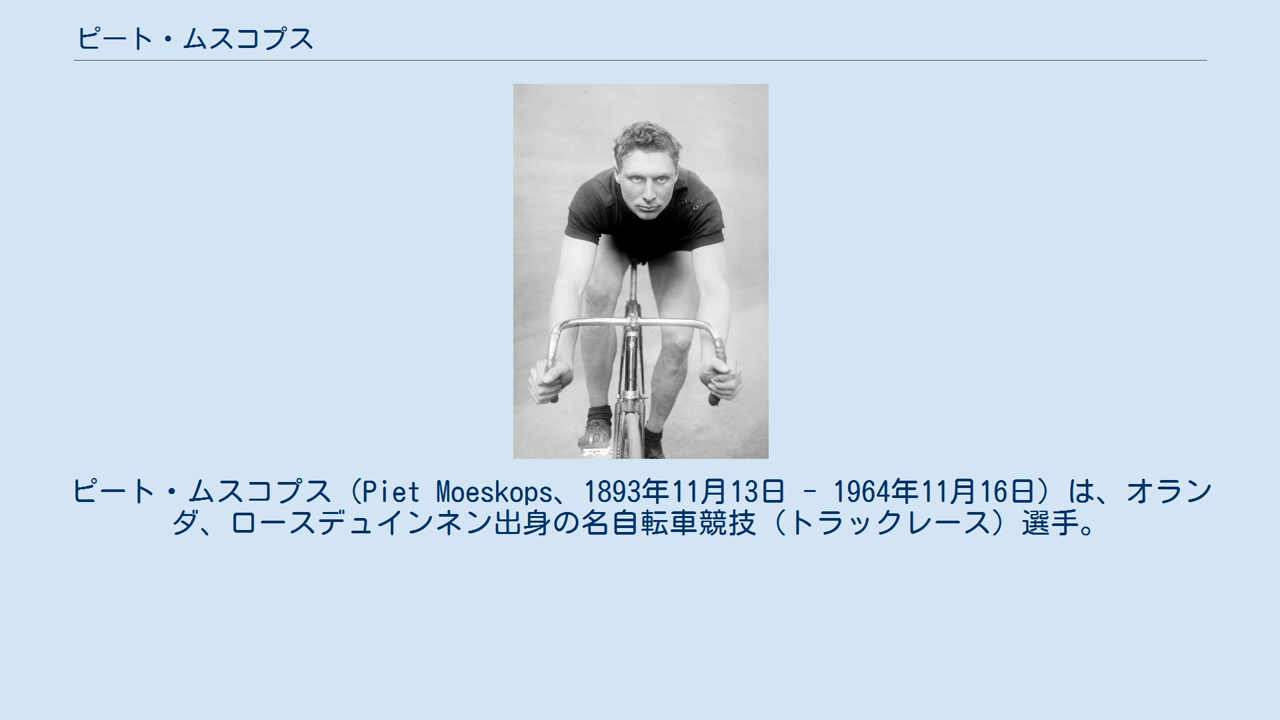 ピート・ムスコプス
ピート・ムスコプス（Piet Moeskops、1893年11月13日 - 1964年11月16日）は、オラン
ダ、ロースデュインネン出身の名自転車競技（トラックレース）選手。